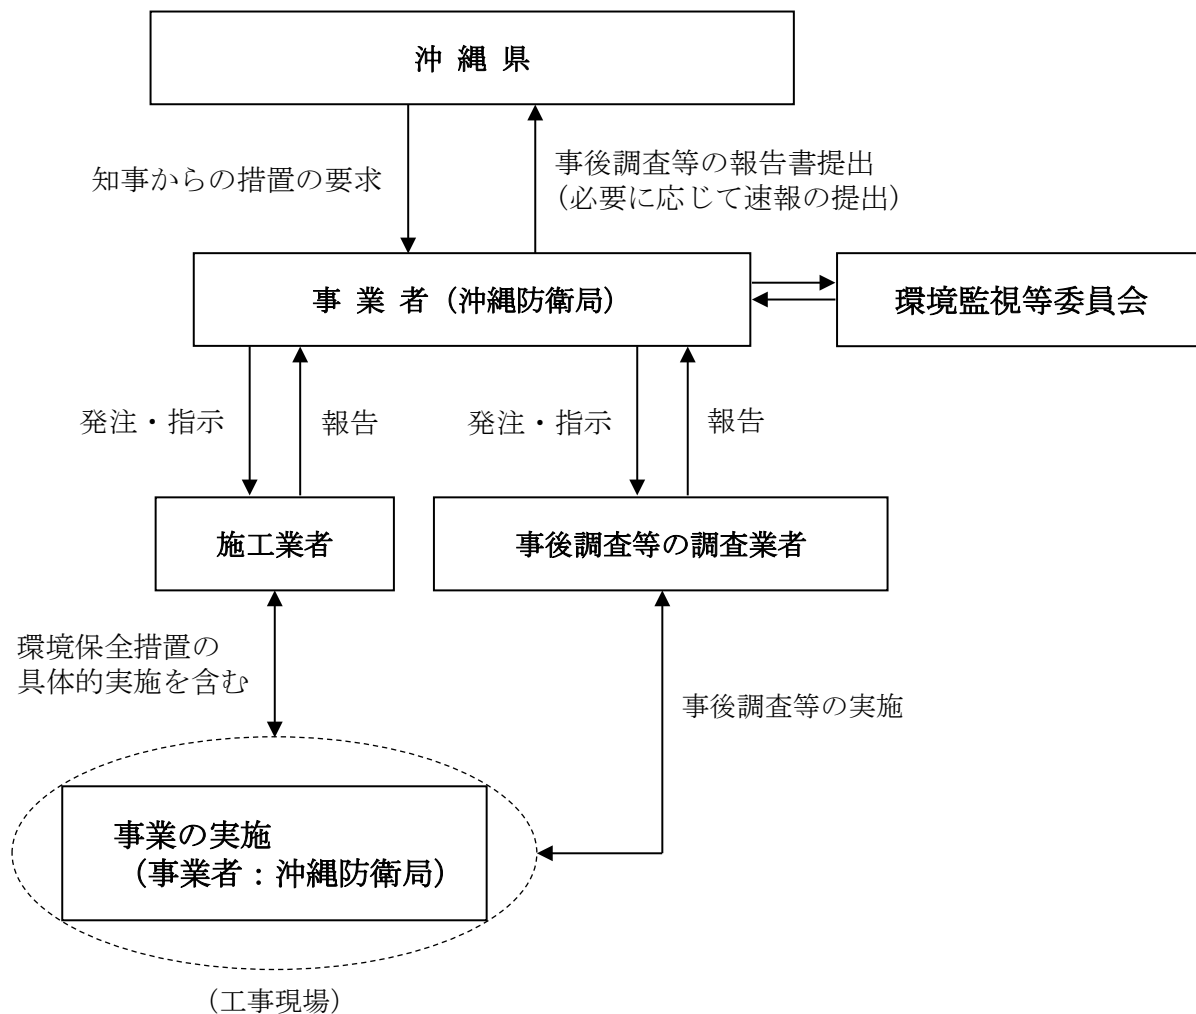 沖 縄 県
知事からの措置の要求
事後調査等の報告書提出
（必要に応じて速報の提出）
事 業 者（沖縄防衛局）
環境監視等委員会
発注・指示
報告
発注・指示
報告
施工業者
事後調査等の調査業者
環境保全措置の
具体的実施を含む
事後調査等の実施
事業の実施
（事業者：沖縄防衛局）
（工事現場）